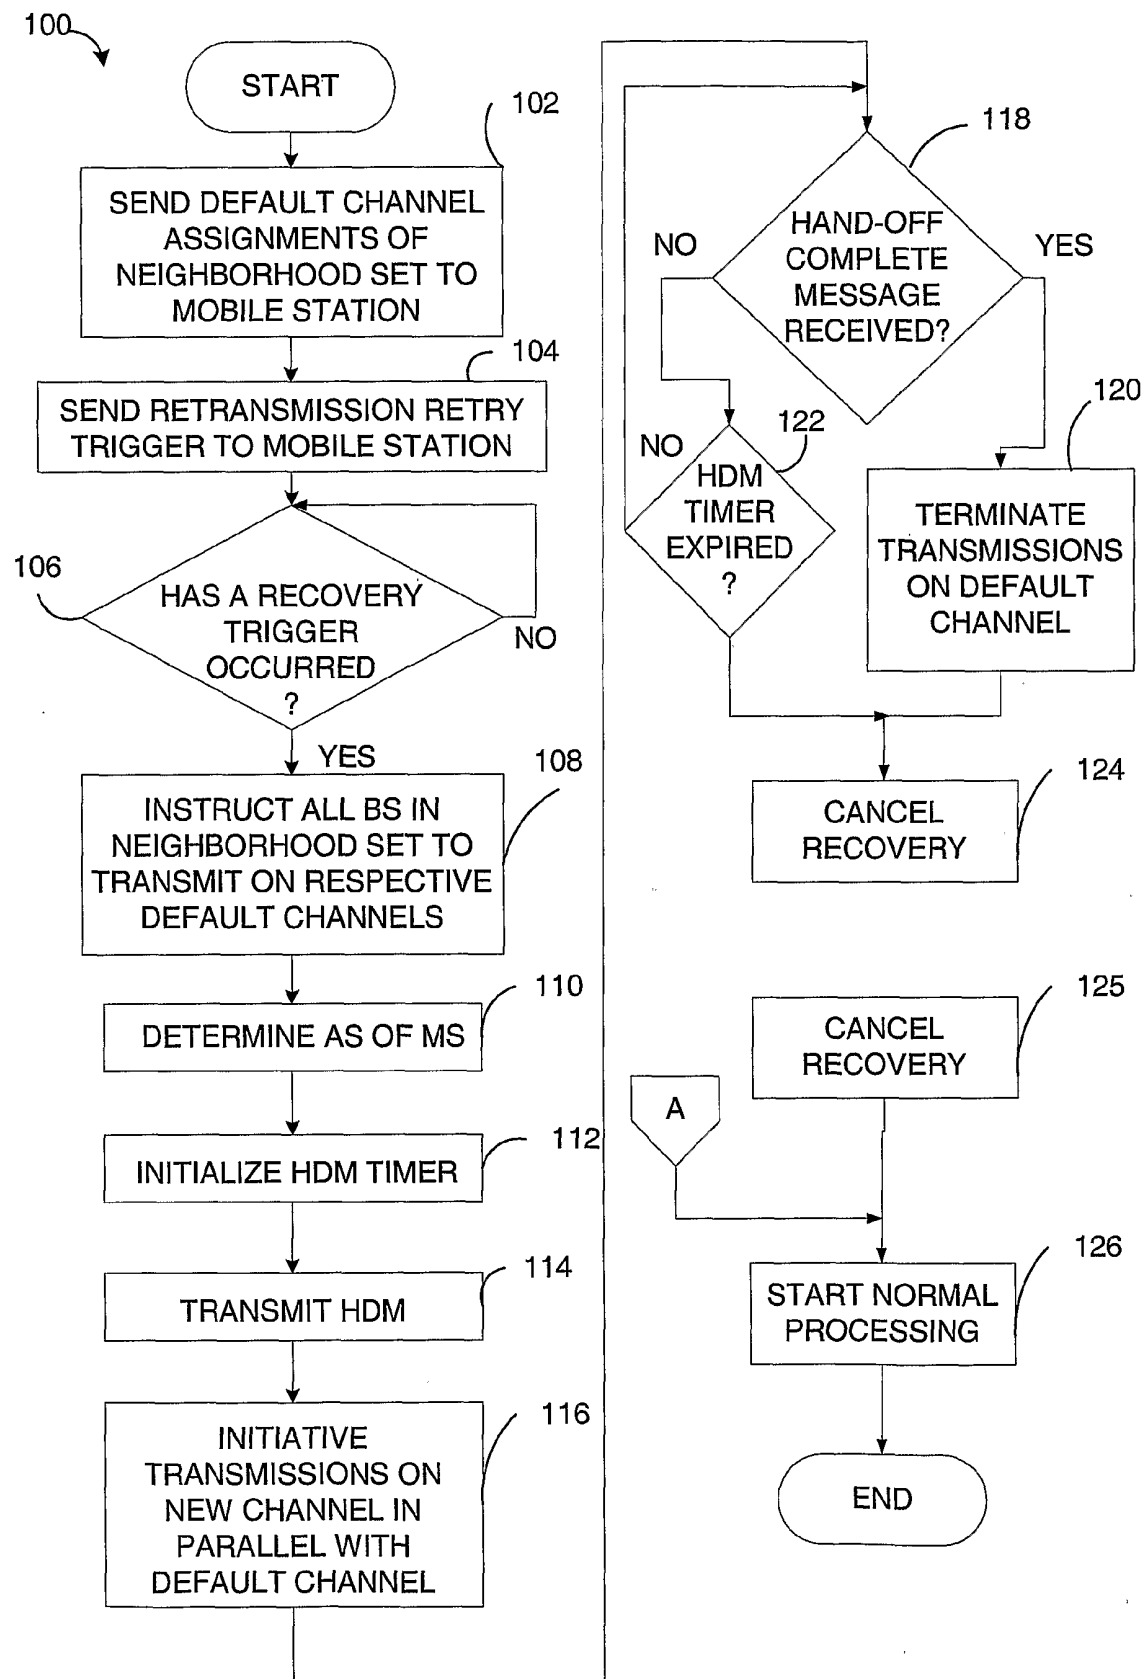 100
START
102
SEND DEFAULT CHANNEL
ASSIGNMENTS OF
NEIGHBORHOOD SET TO
MOBILE STATION
104
SEND RETRANSMISSION RETRY
TRIGGER TO MOBILE STATION
106
HAS A RECOVERY
TRIGGER
OCCURRED
?
NO
YES
108
INSTRUCT ALL BS IN
NEIGHBORHOOD SET TO
TRANSMIT ON RESPECTIVE
DEFAULT CHANNELS
110
DETERMINE AS OF MS
112
INITIALIZE HDM TIMER
114
TRANSMIT HDM
116
INITIATIVE
TRANSMISSIONS ON
NEW CHANNEL IN
PARALLEL WITH
DEFAULT CHANNEL
118
HAND-OFF
COMPLETE
MESSAGE
RECEIVED?
NO
YES
122
NO
HDM
TIMER
EXPIRED
?
120
TERMINATE
TRANSMISSIONS
ON DEFAULT
CHANNEL
124
CANCEL
RECOVERY
125
CANCEL
RECOVERY
A
126
START NORMAL
PROCESSING
END